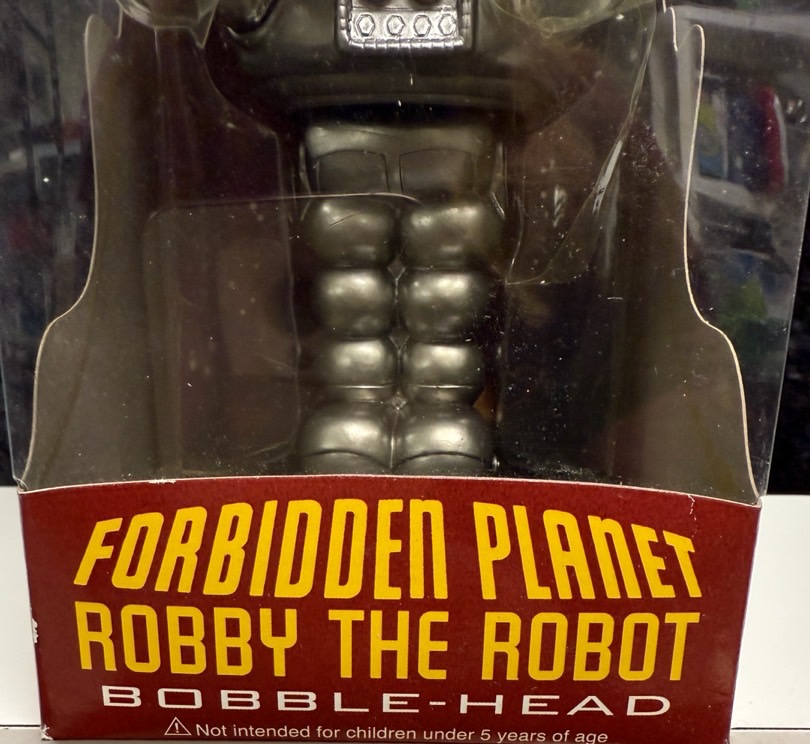 FORBIDDEN PLANET
ROBBY THE ROBOT
BOBBLE-HEAD
⚠ Not intended for children under 5 years of age